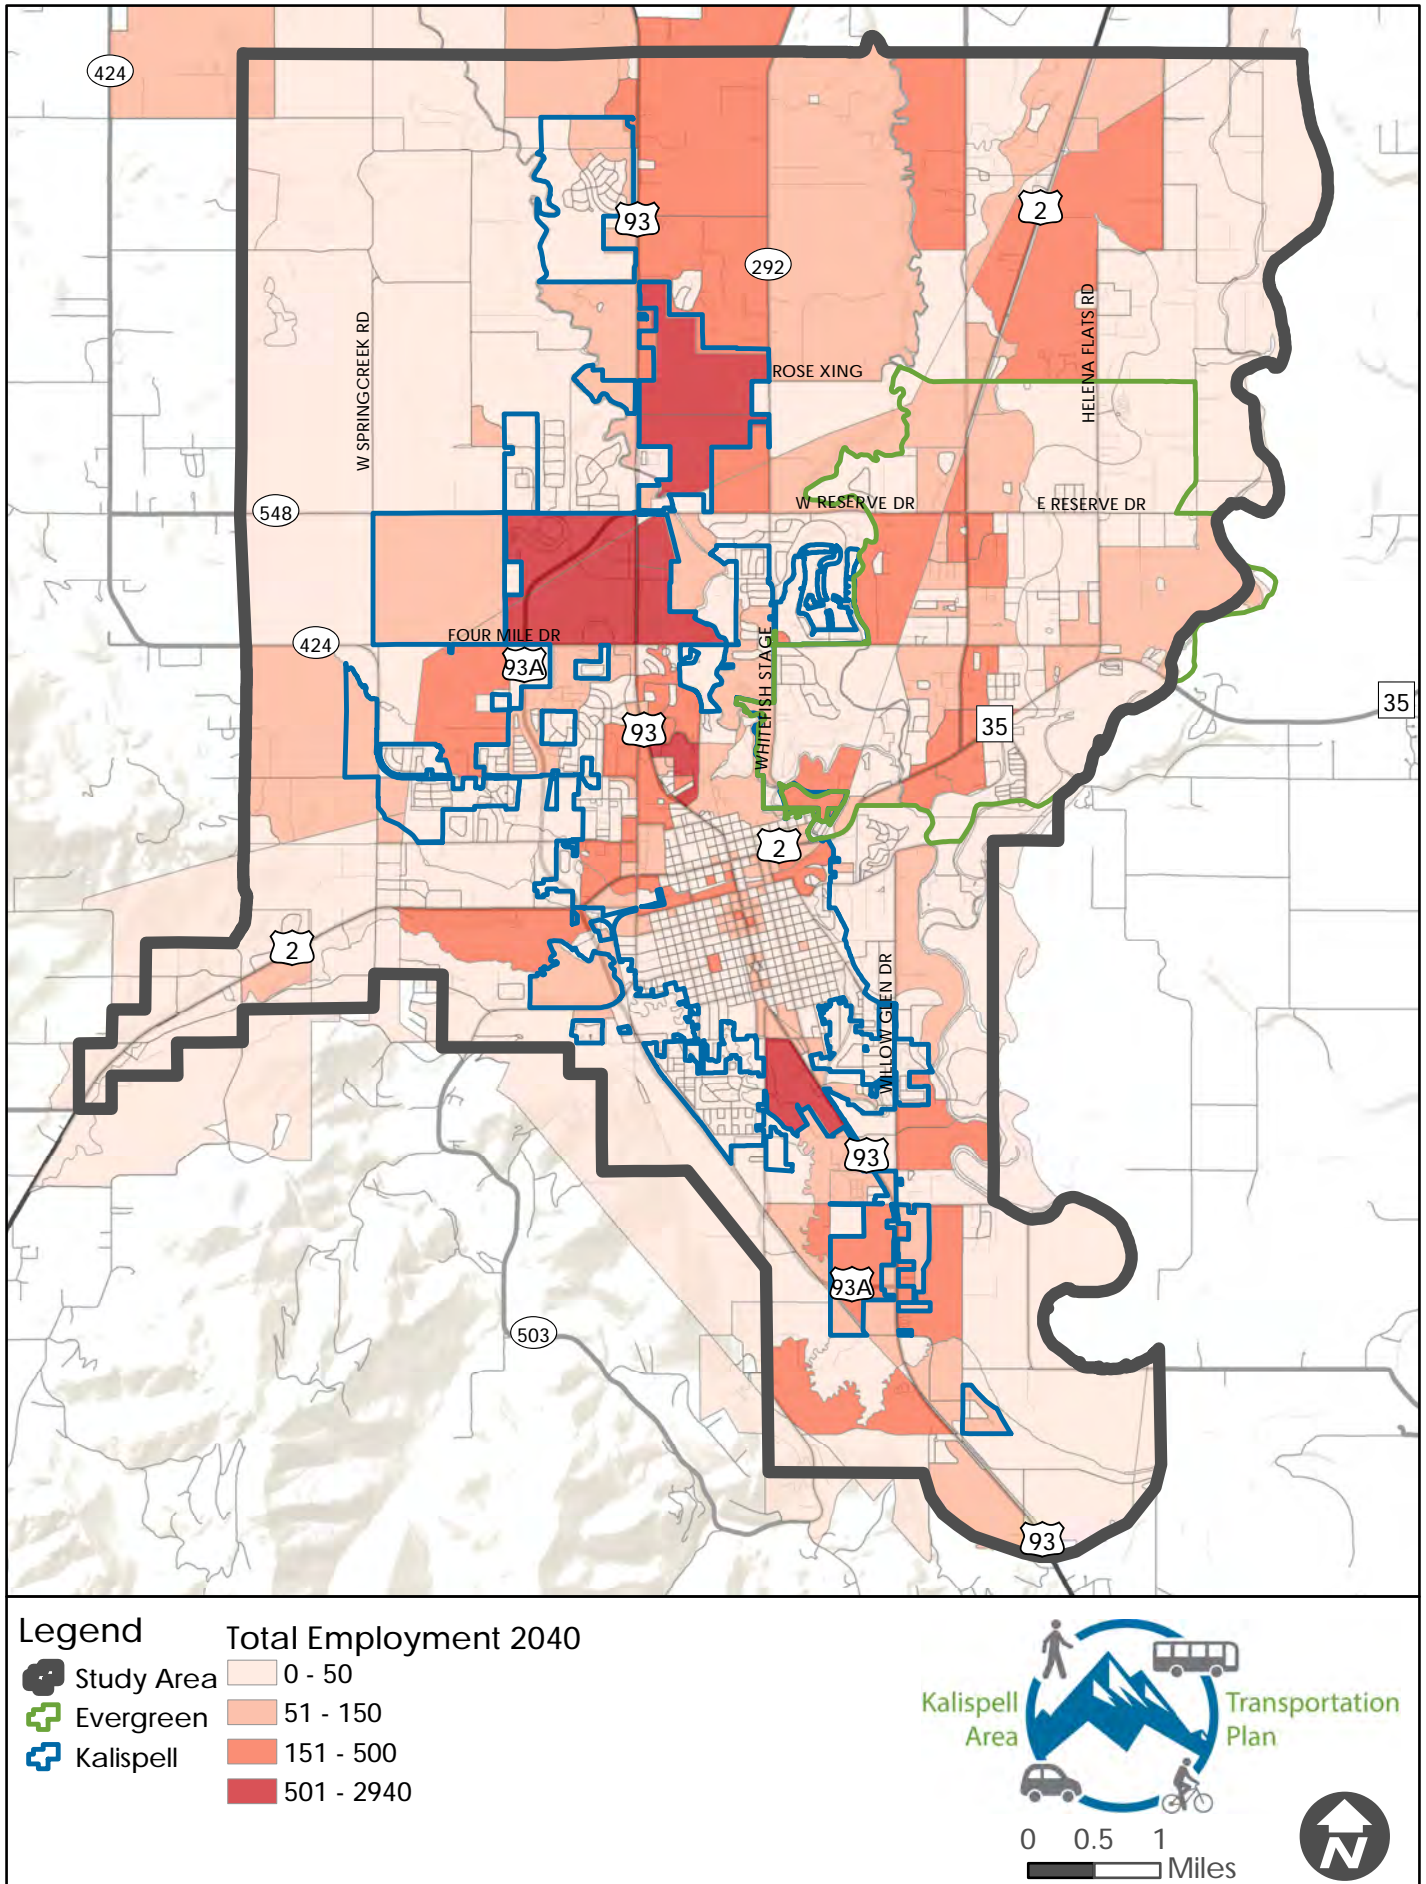 424
93
2
292
W SPRINGCREEK RD
HELENA FLATS RD
ROSE XING
W RESERVE DR
E RESERVE DR
548
FOUR MILE DR
424
93A
WHITEFISH STAGE
93
35
35
2
2
WILLOW GLEN DR
93
93A
503
93
Legend
Study Area
Evergreen
Kalispell
Total Employment 2040
0 - 50
51 - 150
151 - 500
501 - 2940
Kalispell
Area
Transportation
Plan
0 0.5 1
Miles
N